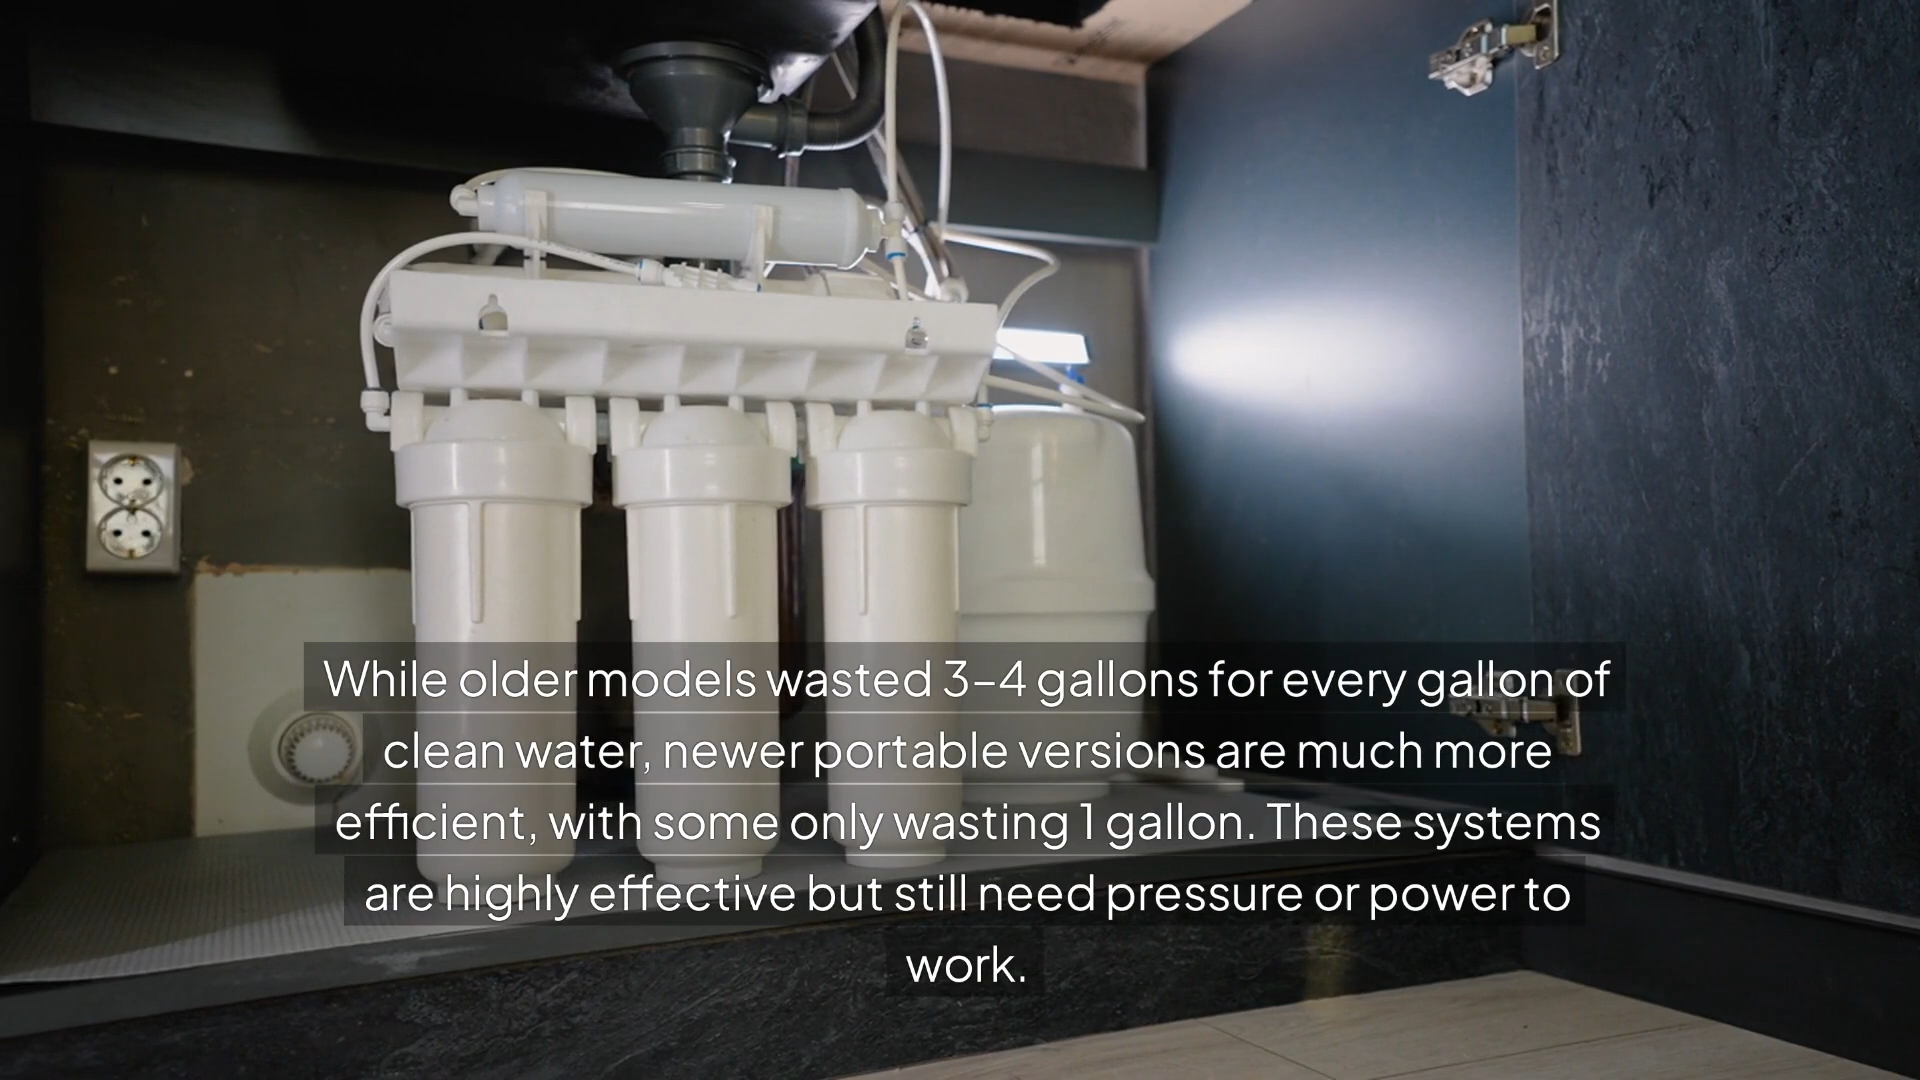 While older models wasted 3–4 gallons for every gallon of
clean water, newer portable versions are much more
efficient, with some only wasting 1 gallon. These systems
are highly effective but still need pressure or power to
work.